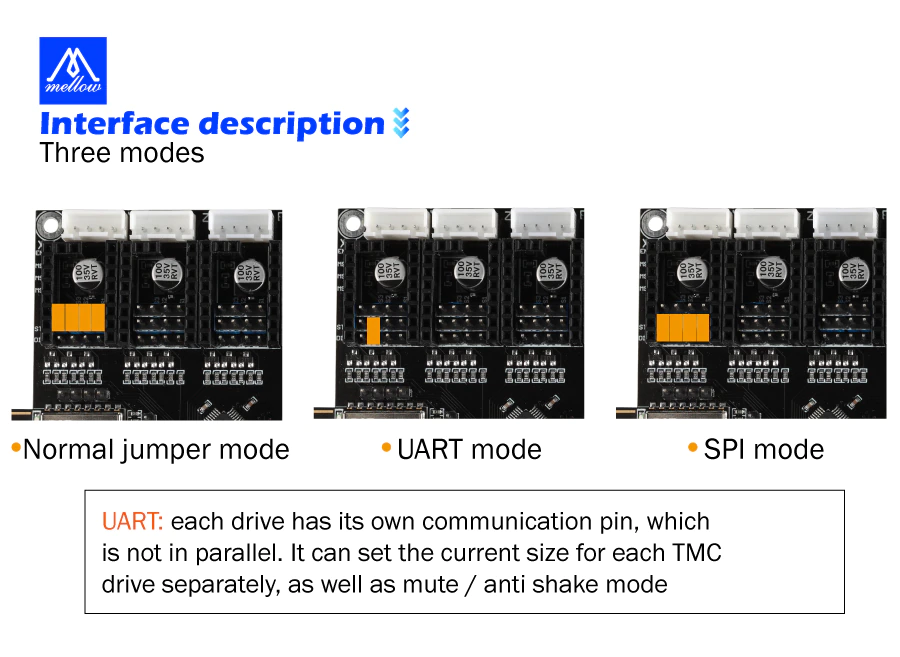 mellow
Interface description
Three modes
100
35V
RVT
100
35V
RVT
100
35V
RVT
100
35V
RVT
100
35V
RVT
100
35V
RVT
100
35V
RVT
100
35V
RVT
100
35V
RVT
•Normal jumper mode
•UART mode
•SPI mode
UART: each drive has its own communication pin, which
is not in parallel. It can set the current size for each TMC
drive separately, as well as mute / anti shake mode